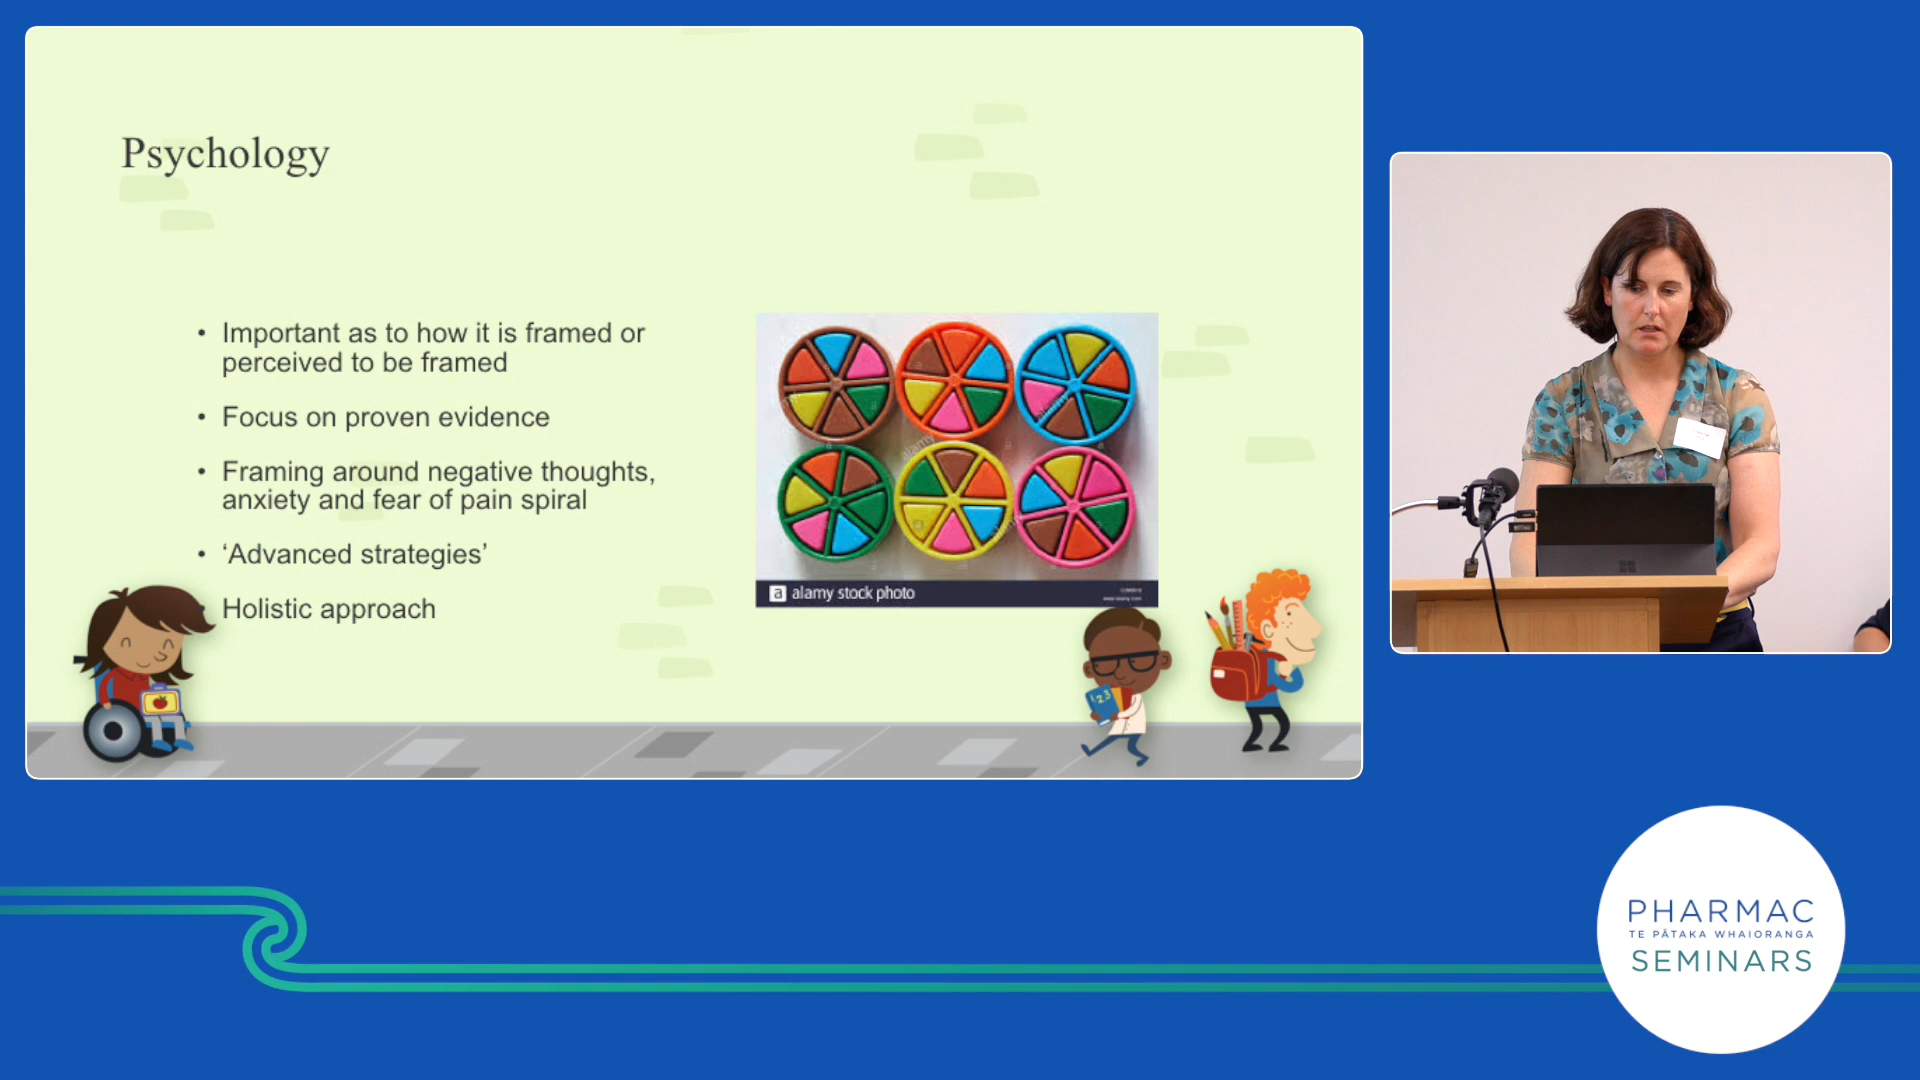 Psychology
• Important as to how it is framed or
perceived to be framed
• Focus on proven evidence
• Framing around negative thoughts,
anxiety and fear of pain spiral
• ‘Advanced strategies’
• Holistic approach
alamy
a alamy stock photo
123
PHARMAC
TE PĀTAKA WHAIORANGA
SEMINARS